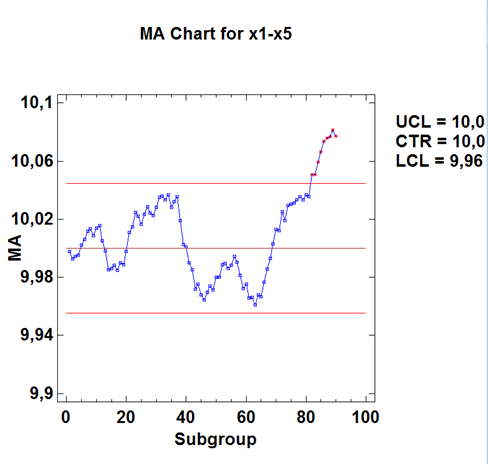 MA Chart for x1-x5
10,1
UCL = 10,0
CTR = 10,0
10,06
LCL = 9,96
10,02
MA
9,98
9,94
9,9
0 20 40 60 80 100
Subgroup